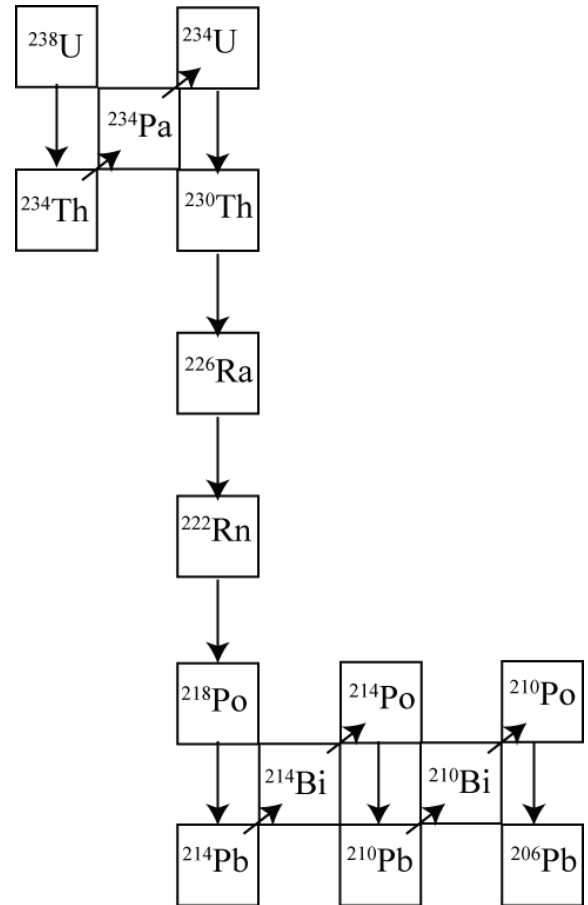 ²³⁸U ²³⁴U
²³⁴Pa
²³⁴Th ²³⁰Th
²²⁶Ra
²²²Rn
²¹⁸Po ²¹⁴Po ²¹⁰Po
²¹⁴Bi ²¹⁰Bi
²¹⁴Pb ²¹⁰Pb ²⁰⁶Pb